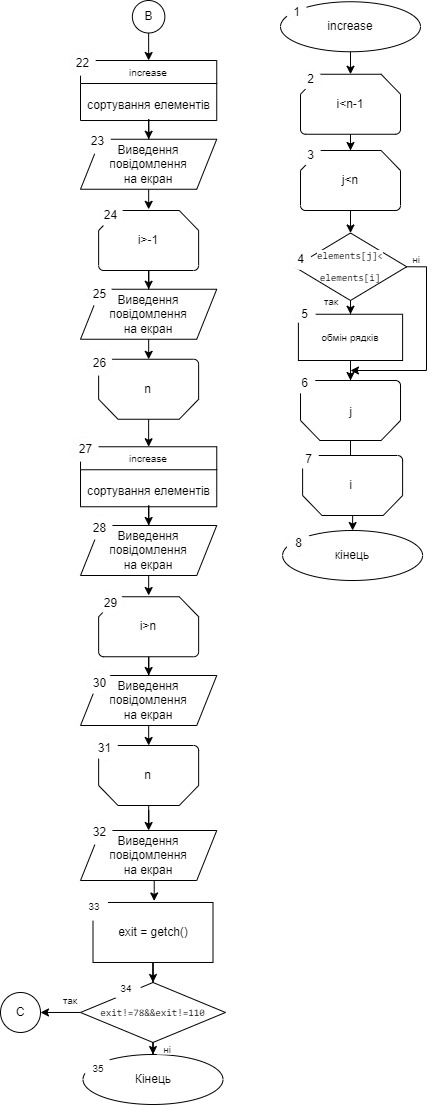 B
22
increase
сортування елементів
23
Виведення
повідомлення
на екран
24
i>-1
25
Виведення
повідомлення
на екран
26
n
27
increase
сортування елементів
28
Виведення
повідомлення
на екран
29
i>n
30
Виведення
повідомлення
на екран
31
n
32
Виведення
повідомлення
на екран
33
exit = getch()
34
exit!=78&&exit!=110
так
C
ні
35
Кінець
1
increase
2
i<n-1
3
j<n
4
elements[j]<
elements[i]
ні
так
5
обмін рядків
6
j
7
i
8
кінець